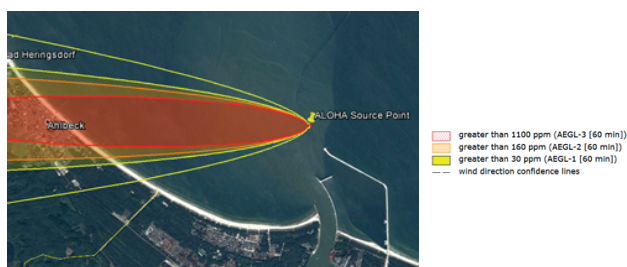 ad Heringsdorf
ALOHA Source Point
Ahlbeck
greater than 1100 ppm (AEGL-3 [60 min])
greater than 160 ppm (AEGL-2 [60 min])
greater than 30 ppm (AEGL-1 [60 min])
wind direction confidence lines